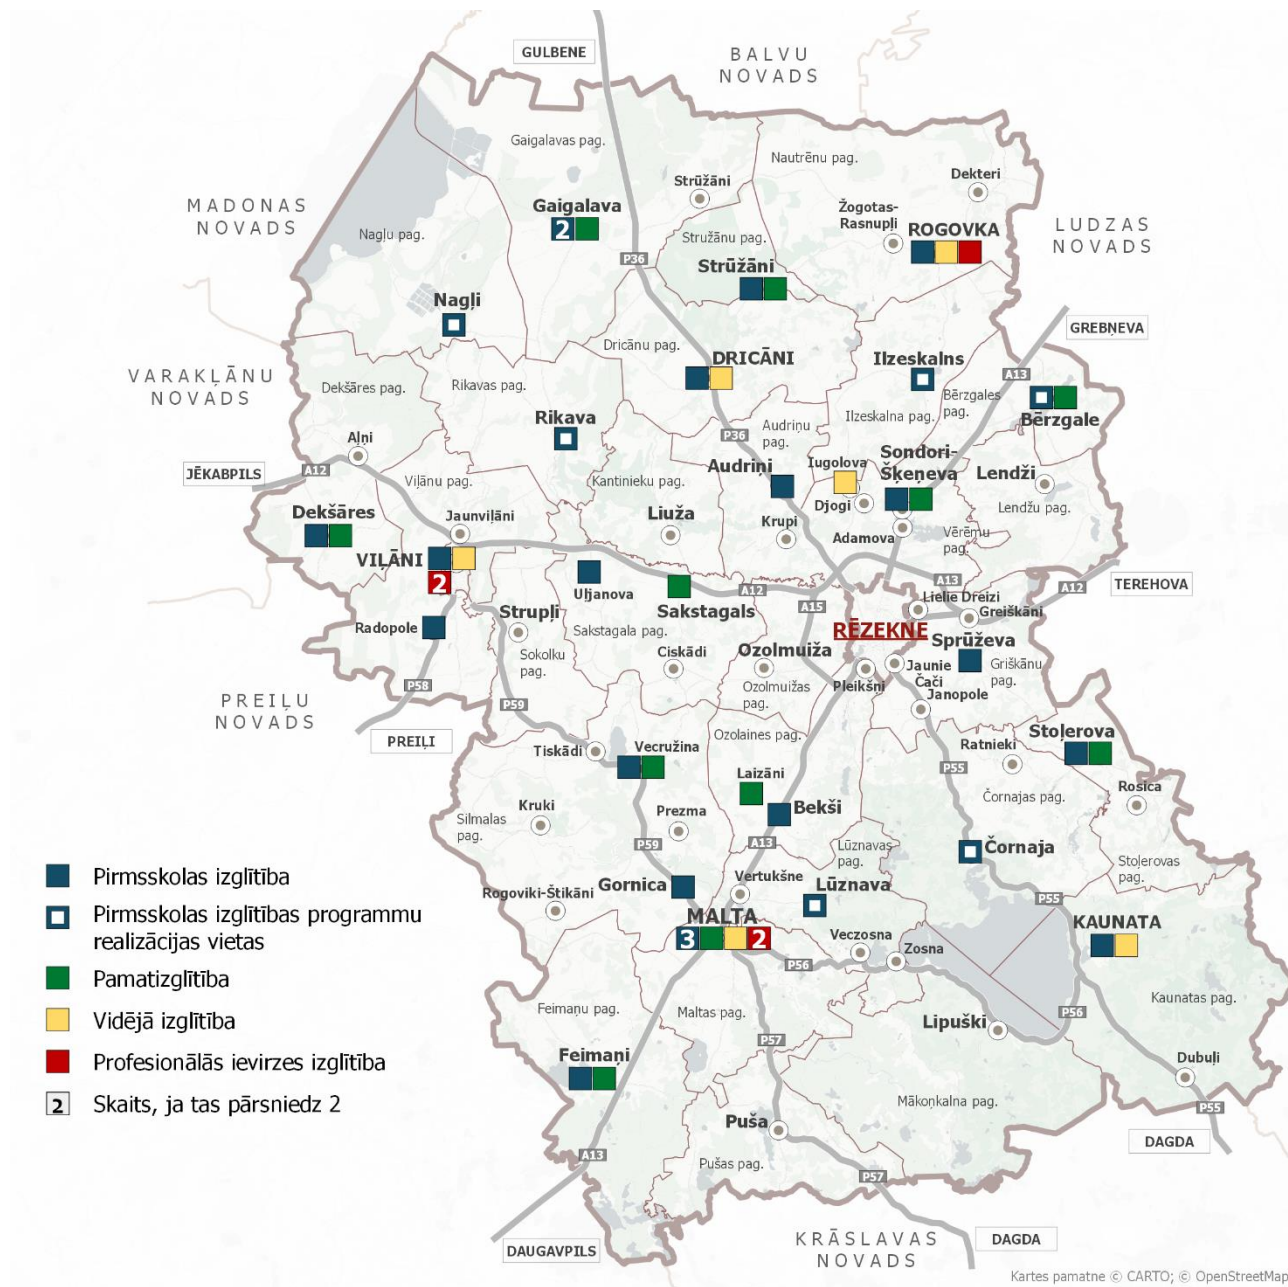 GULBENE
BALVU
NOVADS
Gaigalavas pag.
Nautrēnu pag.
Dekteri
Strūžāni
MADONAS
NOVADS
Gaigalava
2
Žogotas-
Rasnupļi
ROGOVKA
LUDZAS
NOVADS
Nagļu pag.
Stružānu pag.
P36
Strūžāni
Nagļi
GREBŅEVA
Dricānu pag.
DRICĀNI
Ilzeskalns
A13
VARAKĻĀNU
NOVADS
Dekšāres pag.
Rikavas pag.
Bērzgales
pag.
Ilzeskalna pag.
Bērzgale
Rikava
Audriņu
pag.
P36
Aļņi
JĒKABPILS
A12
Viļānu pag.
Kantinieku pag.
Audriņi
Iugolova
Sondori-
Šķeņeva
Lendži
Djogi
Lendžu pag.
Dekšāres
Jaunviļāni
Liuža
Krupi
Adamova
Vērēmu
pag.
VIĻĀNI
2
Uļjanova
Sakstagals
A12
A15
A13
A12
TEREHOVA
Lielie Dreizi
Greiškāni
Radopole
Strupļi
Sakstagala pag.
RĒZEKNE
Sprūževa
Sokolku
pag.
Ciskādi
Ozolmuiža
Ozolmuižas
pag.
Pleikšņi
Jaunie
Čači
Janopole
Griškānu
pag.
P58
P59
PREIĻU
NOVADS
PREIĻI
Tiskādi
Vecružina
Ozolaines pag.
Ratnieki
Stoļerova
P55
Laizāni
Čornajas pag.
Rosica
Kruki
Silmalas
pag.
Prezma
Bekši
P59
A13
Lūznavas
pag.
Čornaja
Stoļerovas
pag.
Pirmsskolas izglītība
Gornica
Vertukšne
Lūznava
P55
Rogoviki-Štikāni
Pirmsskolas izglītības programmu
realizācijas vietas
MALTA
3
2
Veczosna
Zosna
KAUNATA
P56
Pamatizglītība
Kaunatas pag.
Feimaņu pag.
Maltas pag.
P56
Vidējā izglītība
Lipuški
P57
Profesionālās ievirzes izglītība
Feimaņi
Dubuļi
2
Skaits, ja tas pārsniedz 2
Mākoņkalna pag.
P55
Puša
DAGDA
A13
Pušas pag.
P57
KRĀSLAVAS
NOVADS
DAGDA
DAUGAVPILS
Kartes pamatne © CARTO; © OpenStreetMap